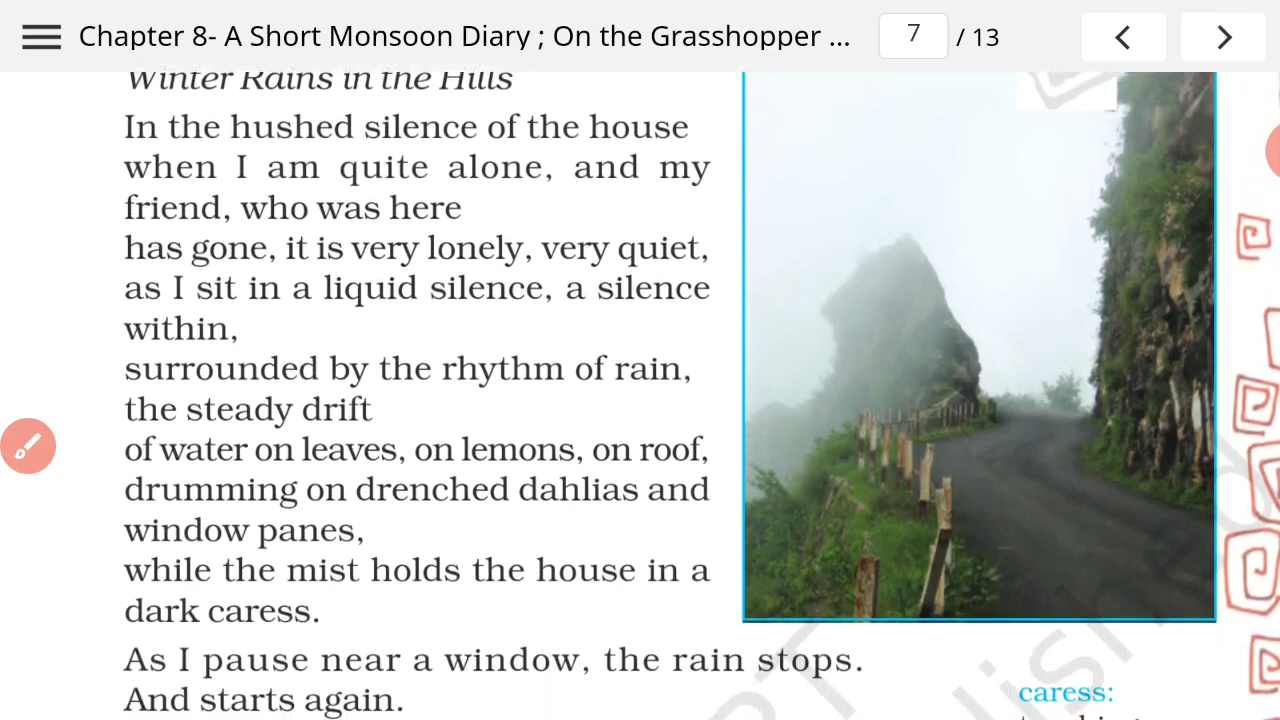 Chapter 8- A Short Monsoon Diary ; On the Grasshopper ...
7 / 13
Winter Rains in the Hills
In the hushed silence of the house
when I am quite alone, and my
friend, who was here
has gone, it is very lonely, very quiet,
as I sit in a liquid silence, a silence
within,
surrounded by the rhythm of rain,
the steady drift
of water on leaves, on lemons, on roof,
drumming on drenched dahlias and
window panes,
while the mist holds the house in a
dark caress.
As I pause near a window, the rain stops.
And starts again.
caress: